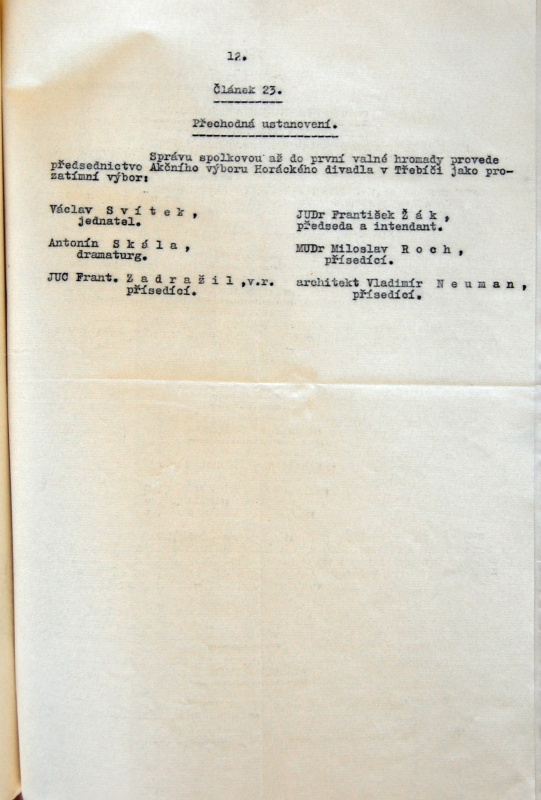 12.
Článek 23.
Přechodná ustanovení.
Správu spolkovou až do první valné hromady provede
předsednictvo Akčního výboru Horáckého divadla v Třebíči jako pro-
zatímní výbor:
Václav S v í t e k ,
jednatel.
JUDr František Ž á k ,
předseda a intendant.
Antonín S k á l a ,
dramaturg.
MUDr Miloslav R o c h ,
přísedící.
JUC Frant. Z a d r a ž i l ,v.r.
přísedící.
architekt Vladimír N e u m a n ,
přísedící.